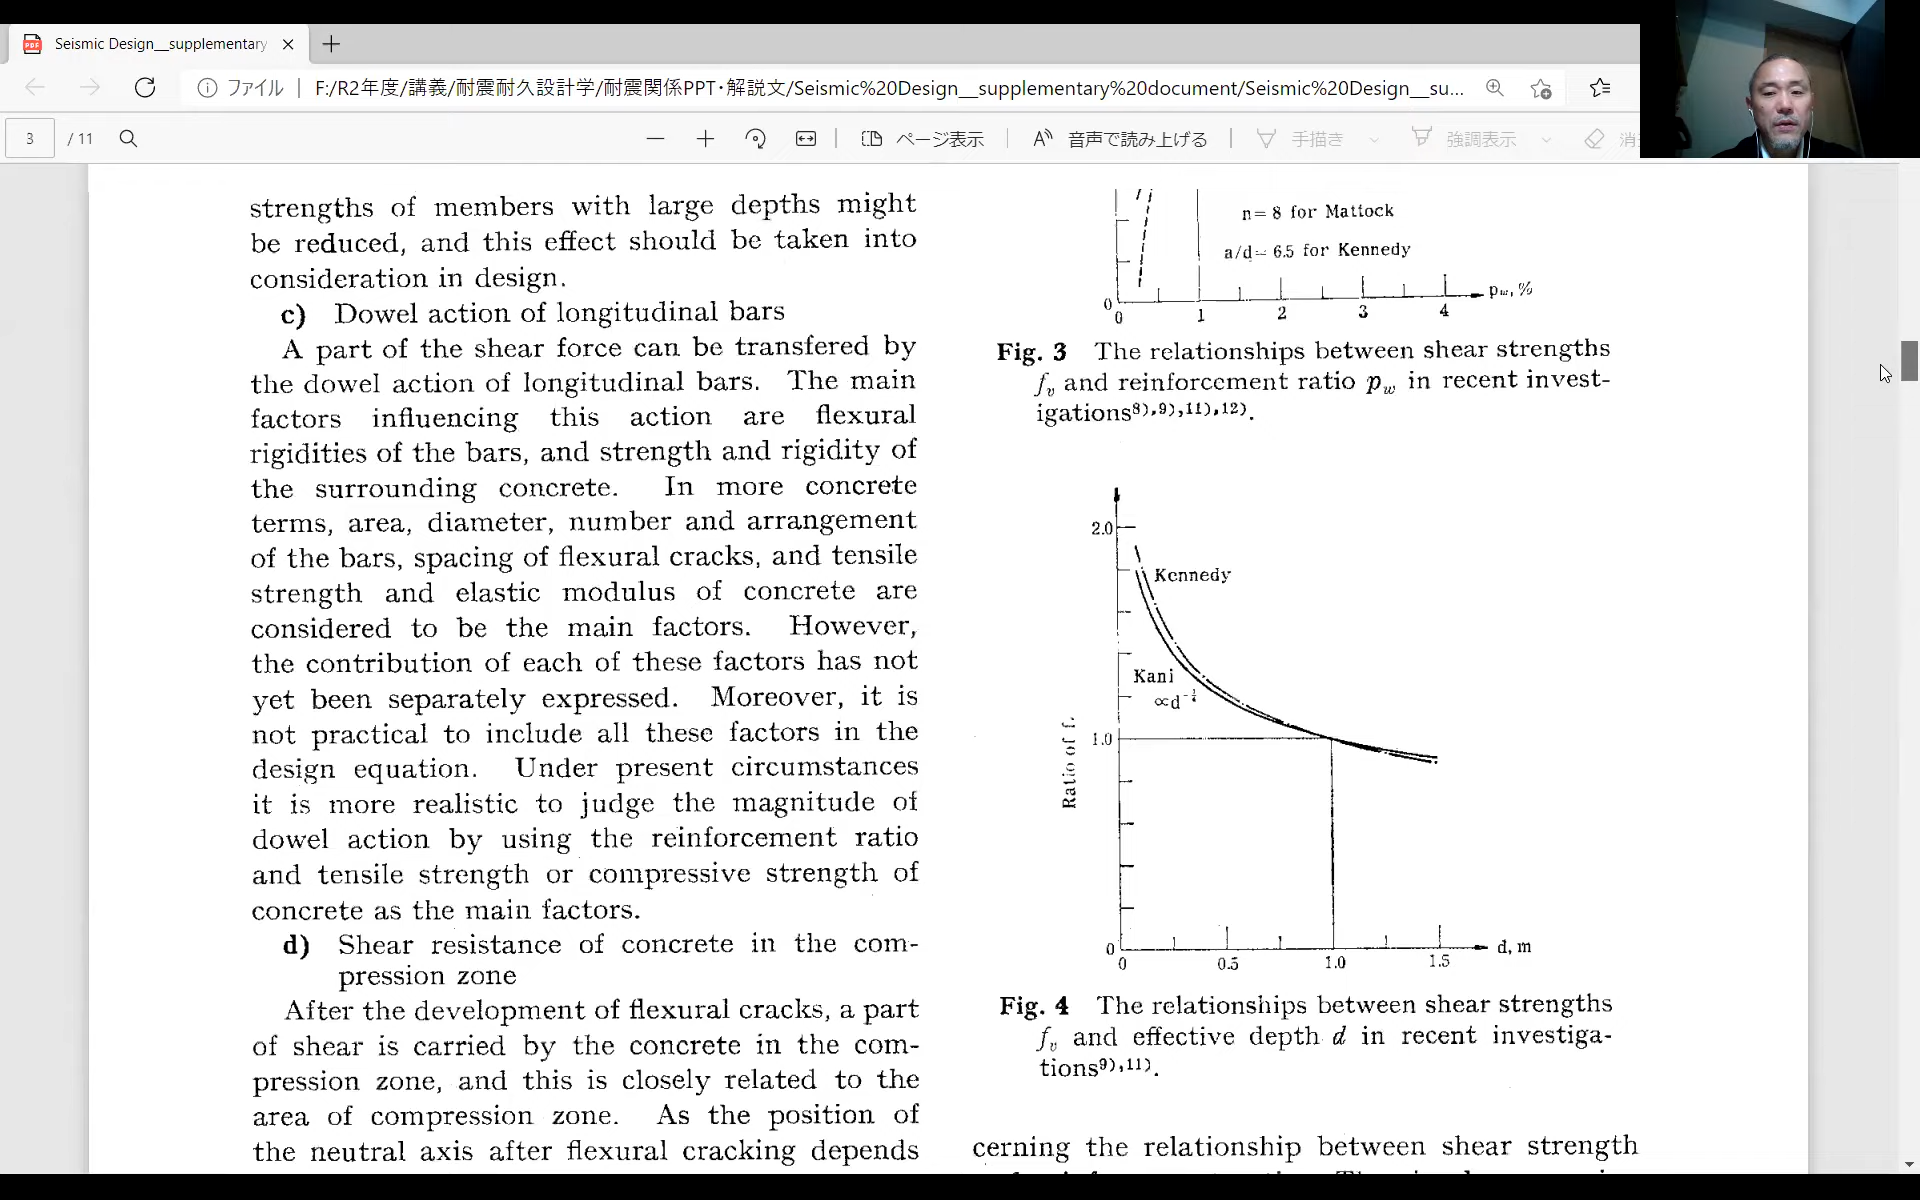 Seismic Design__supplementary
ファイル
F:/R2年度/講義/耐震耐久設計学/耐震関係PPT・解説文/Seismic%20Design__supplementary%20document/Seismic%20Design__su...
3 / 11
ページ表示
音声で読み上げる
手描き
強調表示
strengths of members with large depths might
be reduced, and this effect should be taken into
consideration in design.
c) Dowel action of longitudinal bars
A part of the shear force can be transfered by
the dowel action of longitudinal bars. The main
factors influencing this action are flexural
rigidities of the bars, and strength and rigidity of
the surrounding concrete. In more concrete
terms, area, diameter, number and arrangement
of the bars, spacing of flexural cracks, and tensile
strength and elastic modulus of concrete are
considered to be the main factors. However,
the contribution of each of these factors has not
yet been separately expressed. Moreover, it is
not practical to include all these factors in the
design equation. Under present circumstances
it is more realistic to judge the magnitude of
dowel action by using the reinforcement ratio
and tensile strength or compressive strength of
concrete as the main factors.
d) Shear resistance of concrete in the com-
pression zone
After the development of flexural cracks, a part
of shear is carried by the concrete in the com-
pression zone, and this is closely related to the
area of compression zone. As the position of
the neutral axis after flexural cracking depends
n=8 for Mattock
a/d=6.5 for Kennedy
0
0 1 2 3 4
pw, %
Fig. 3 The relationships between shear strengths
fv and reinforcement ratio pw in recent invest-
igations8),9),11),12).
2.0
Kennedy
Kani
∝d-¼
1.0
Ratio of f.
0
0 0.5 1.0 1.5
d, m
Fig. 4 The relationships between shear strengths
fv and effective depth d in recent investiga-
tions9),11).
cerning the relationship between shear strength